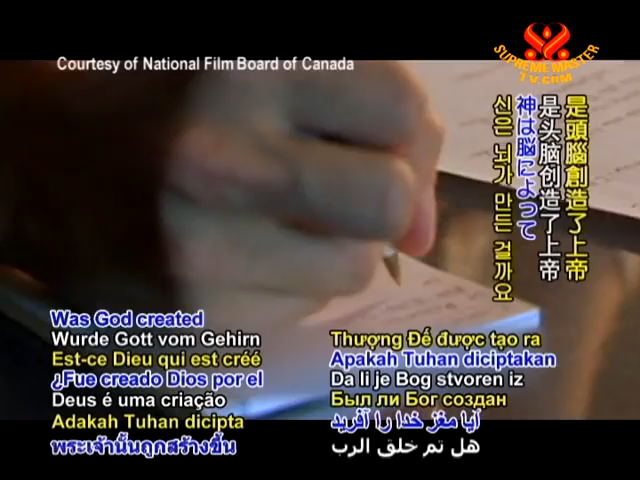 Courtesy of National Film Board of Canada
SUPREME MASTER
TV.COM
是頭腦創造了上帝
是头脑创造了上帝
神は脳によって
신은 뇌가 만든 걸까요
Was God created
Wurde Gott vom Gehirn
Est-ce Dieu qui est créé
¿Fue creado Dios por el
Deus é uma criação
Adakah Tuhan dicipta
พระเจ้านั้นถูกสร้างขึ้น
Thượng Đế được tạo ra
Apakah Tuhan diciptakan
Da li je Bog stvoren iz
Был ли Бог создан
آیا مغز خدا را آفرید
هل تم خلق الرب